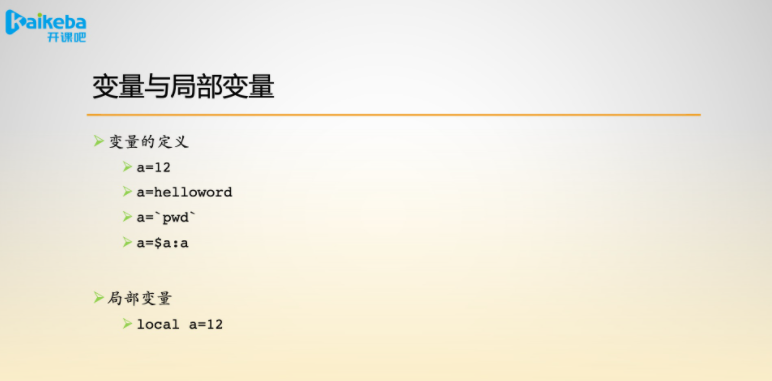 Kaikeba
开课吧
变量与局部变量
变量的定义
a=12
a=helloword
a=`pwd`
a=$a:a
局部变量
local a=12